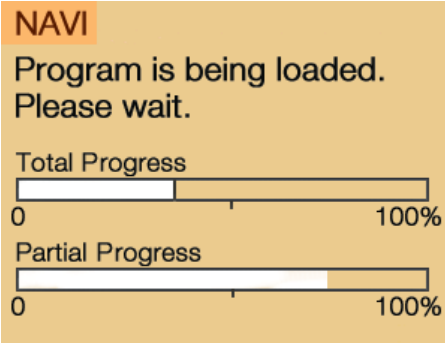 NAVI
Program is being loaded.
Please wait.
Total Progress
0 100%
Partial Progress
0 100%